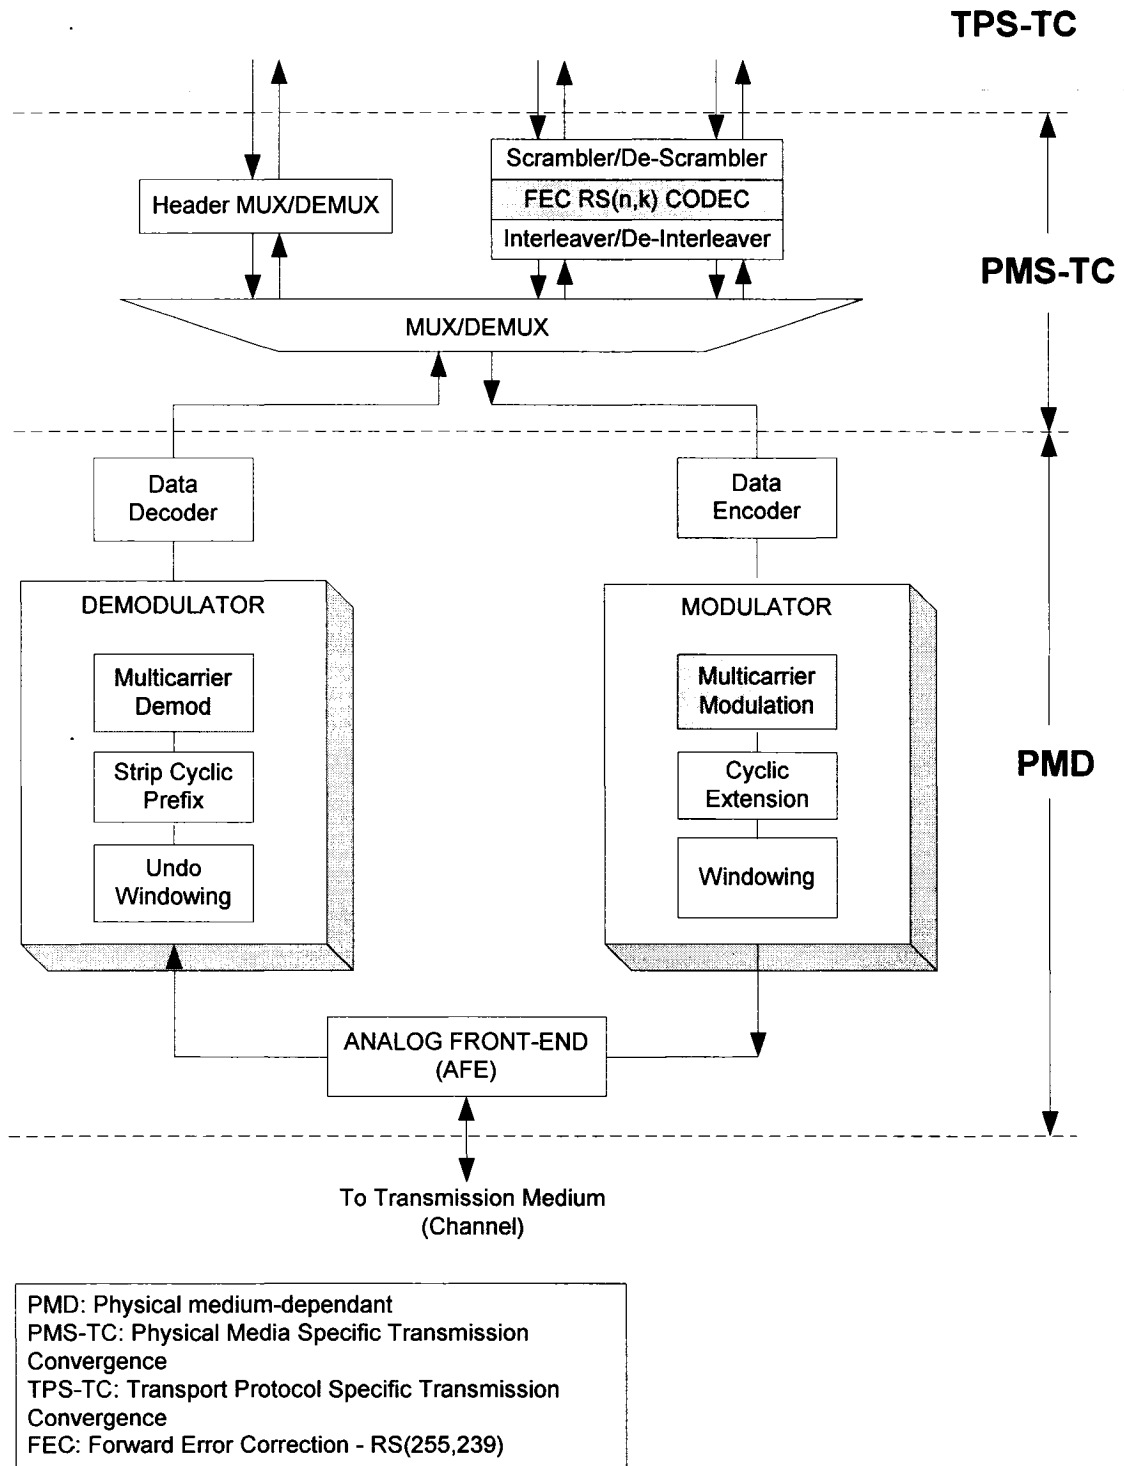 TPS-TC
Scrambler/De-Scrambler
Header MUX/DEMUX
FEC RS(n,k) CODEC
Interleaver/De-Interleaver
PMS-TC
MUX/DEMUX
Data
Decoder
Data
Encoder
DEMODULATOR
Multicarrier
Demod
Strip Cyclic
Prefix
Undo
Windowing
MODULATOR
Multicarrier
Modulation
Cyclic
Extension
Windowing
PMD
ANALOG FRONT-END
(AFE)
To Transmission Medium
(Channel)
PMD: Physical medium-dependant
PMS-TC: Physical Media Specific Transmission
Convergence
TPS-TC: Transport Protocol Specific Transmission
Convergence
FEC: Forward Error Correction - RS(255,239)